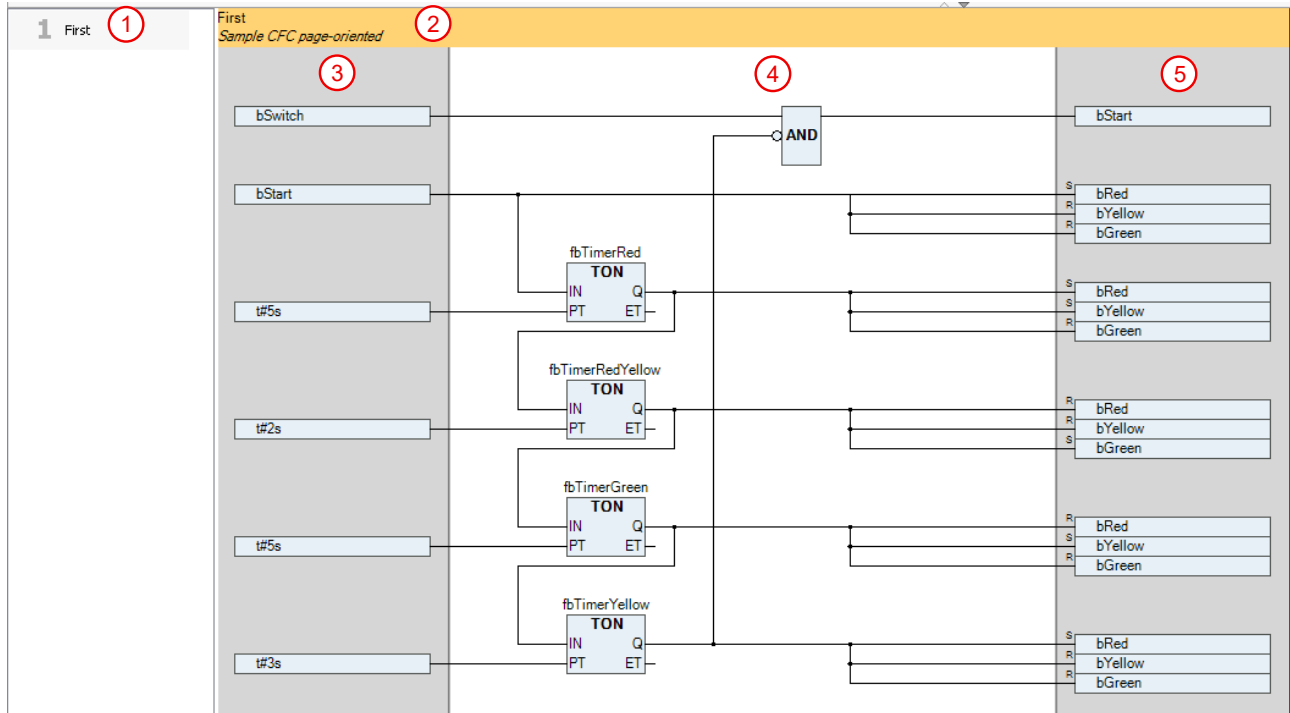 1 First 1
First 2
Sample CFC page-oriented
3 4 5
bSwitch bStart
AND
bStart S bRed
R bYellow
R bGreen
fbTimerRed
TON
IN Q S bRed
t#5s PT ET S bYellow
R bGreen
fbTimerRedYellow
TON
IN Q R bRed
t#2s PT ET R bYellow
S bGreen
fbTimerGreen
TON
IN Q R bRed
t#5s PT ET S bYellow
R bGreen
fbTimerYellow
TON
IN Q S bRed
t#3s PT ET R bYellow
R bGreen